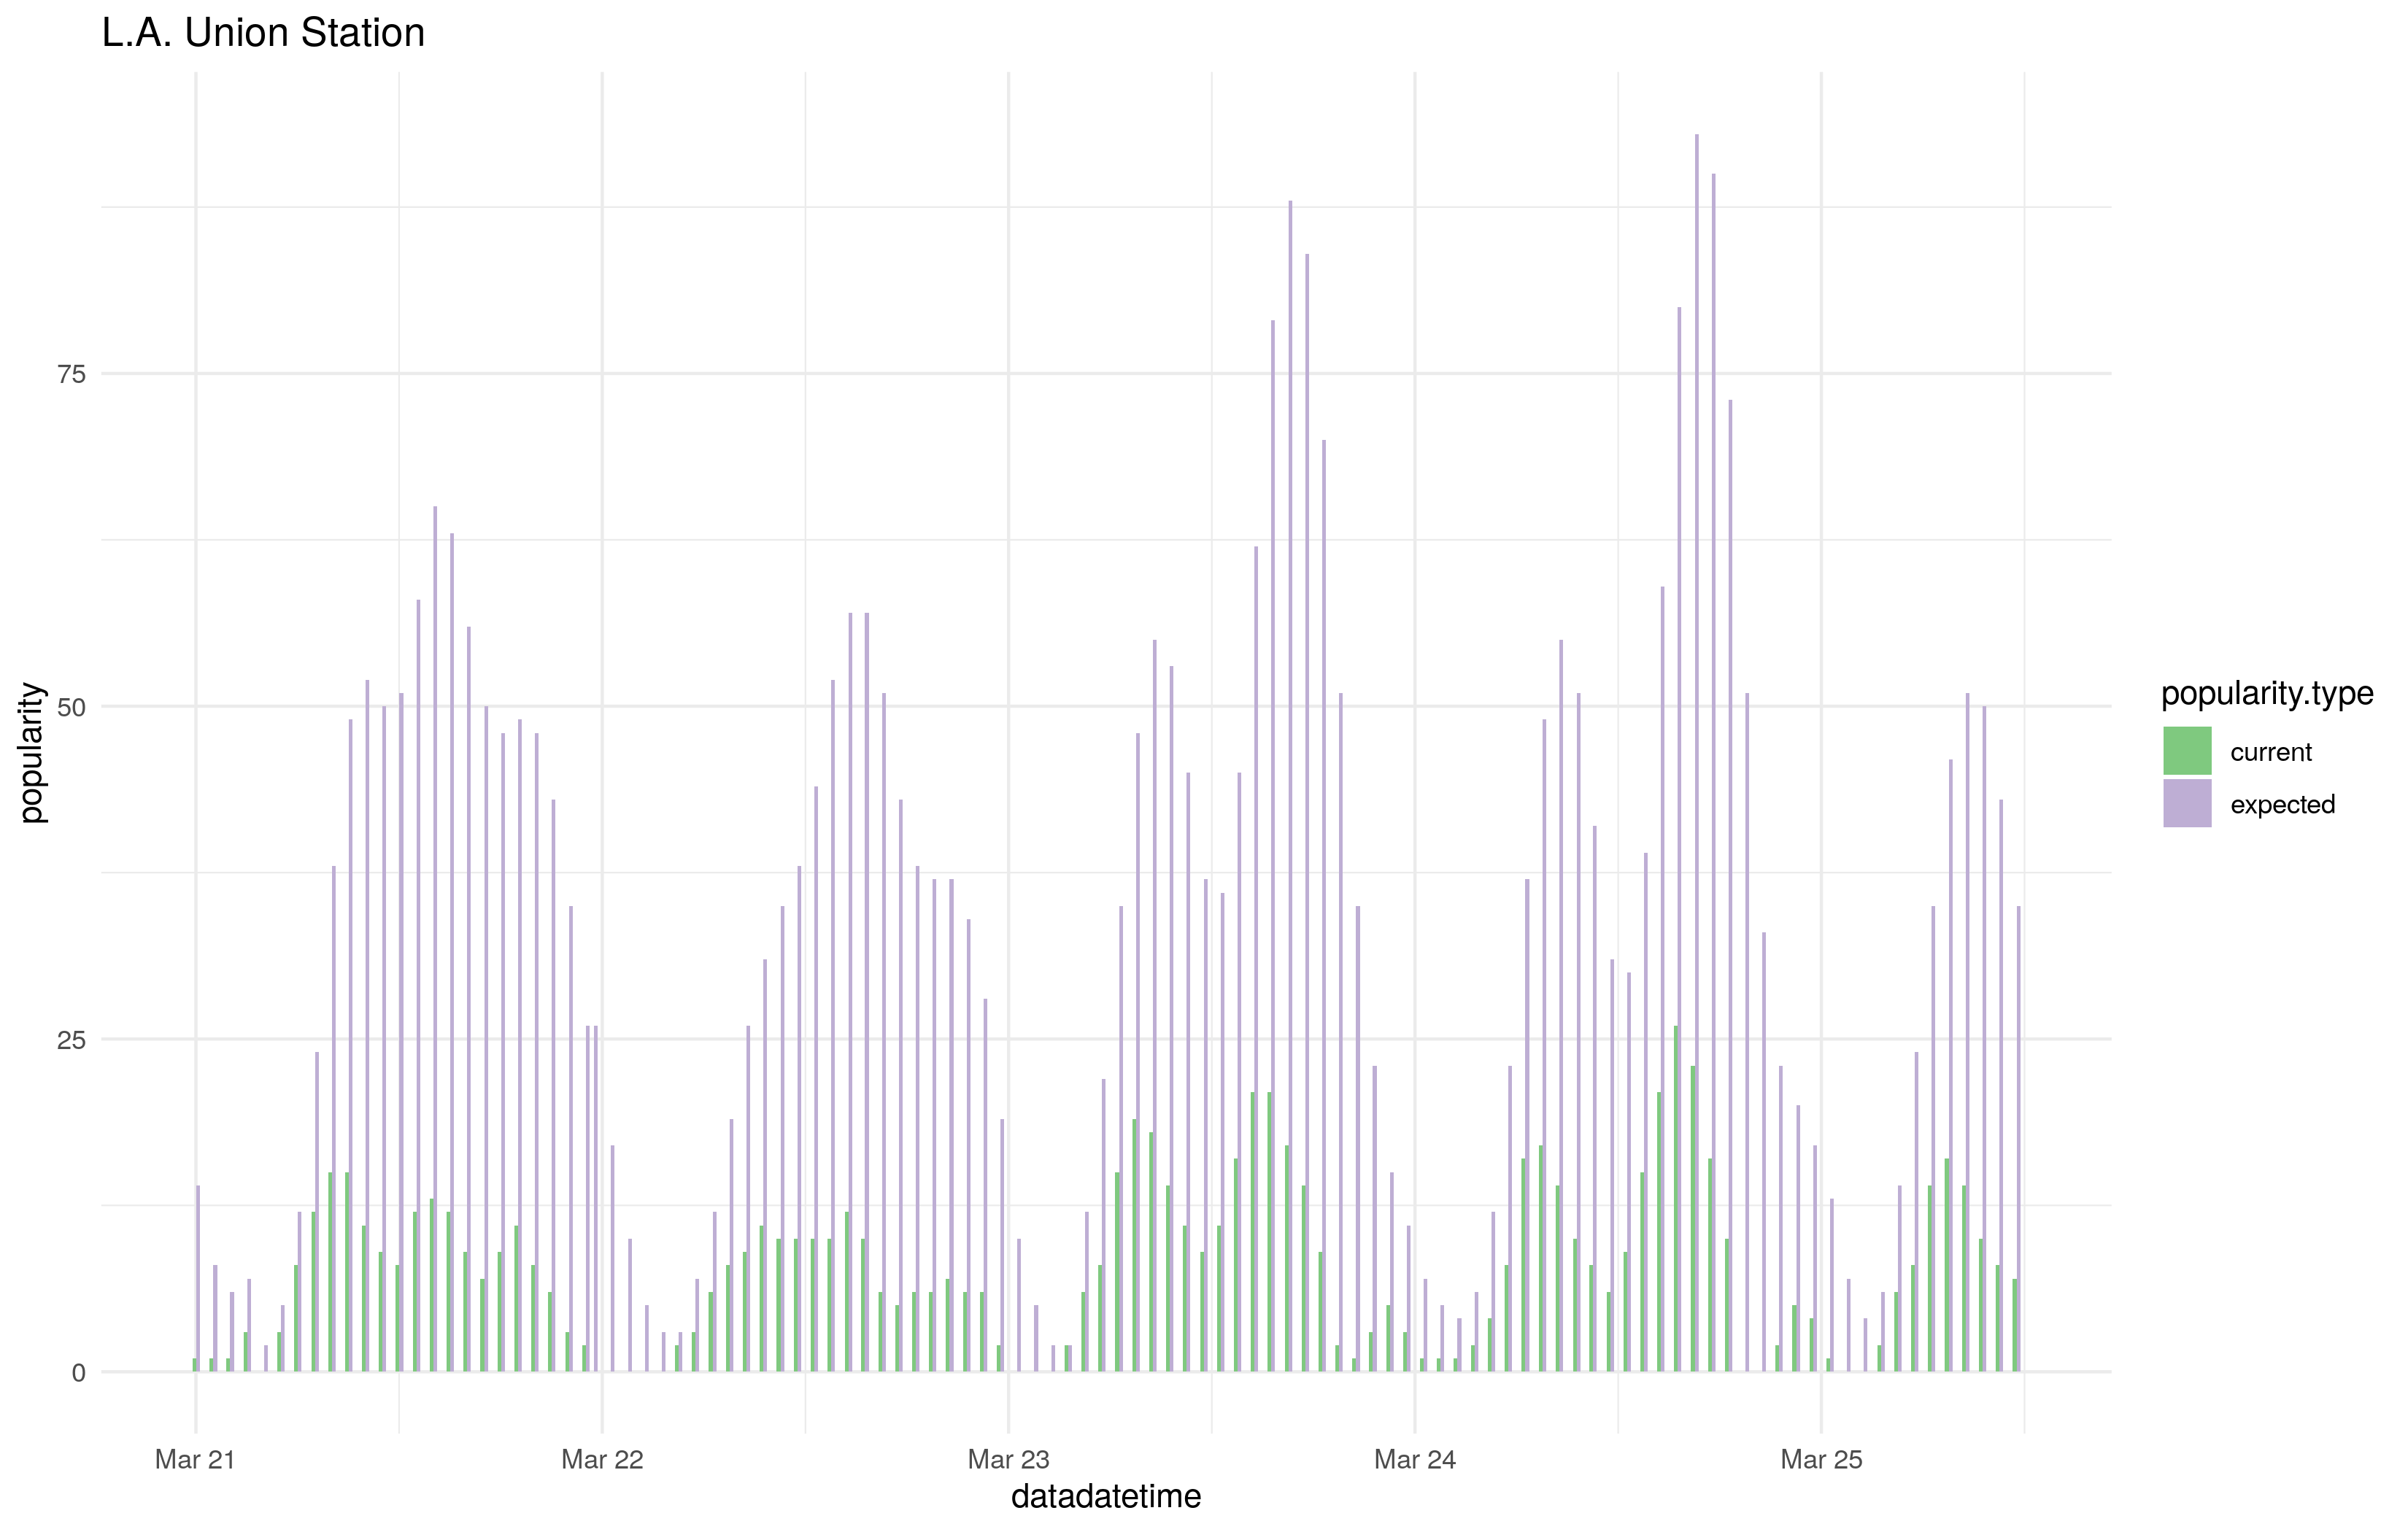 L.A. Union Station
popularity
75
50
25
0
Mar 21
Mar 22
Mar 23
Mar 24
Mar 25
datadatetime
popularity.type
current
expected